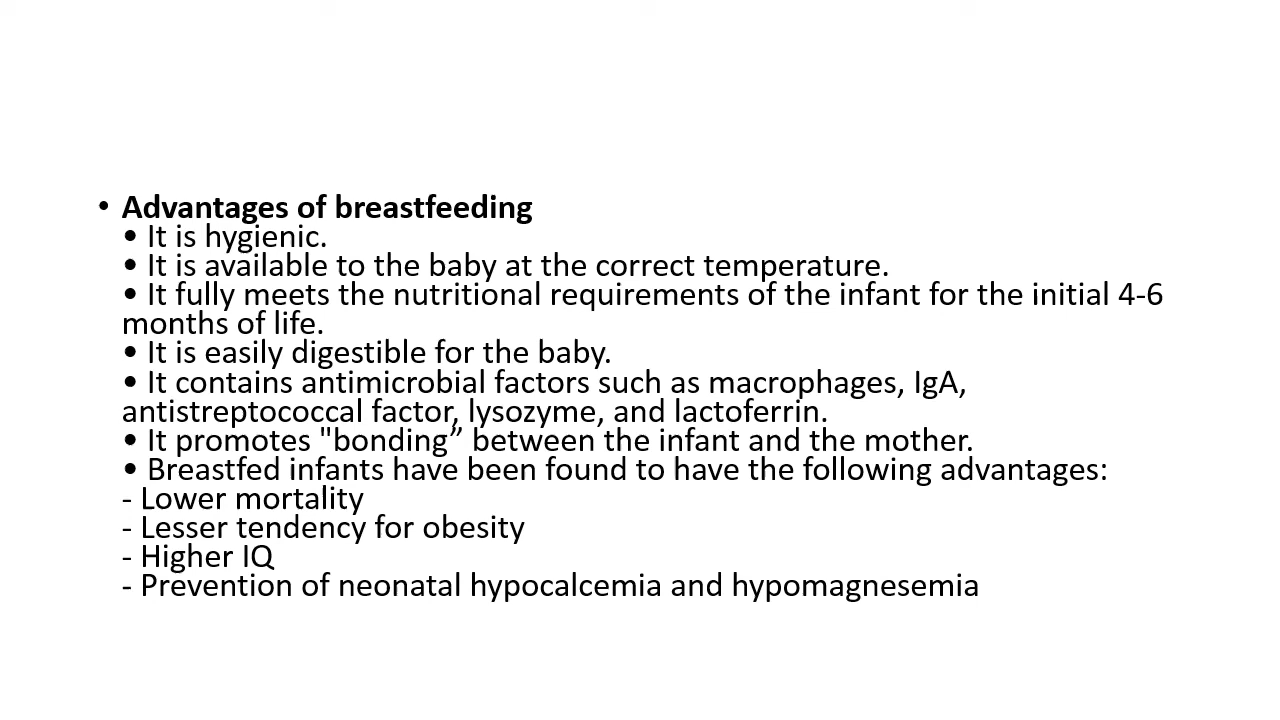 • Advantages of breastfeeding
• It is hygienic.
• It is available to the baby at the correct temperature.
• It fully meets the nutritional requirements of the infant for the initial 4-6
months of life.
• It is easily digestible for the baby.
• It contains antimicrobial factors such as macrophages, IgA,
antistreptococcal factor, lysozyme, and lactoferrin.
• It promotes "bonding” between the infant and the mother.
• Breastfed infants have been found to have the following advantages:
- Lower mortality
- Lesser tendency for obesity
- Higher IQ
- Prevention of neonatal hypocalcemia and hypomagnesemia